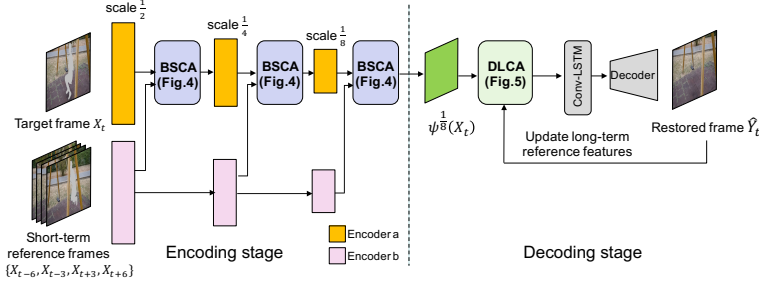 scale 1/2
scale 1/4
scale 1/8
BSCA
(Fig.4)
BSCA
(Fig.4)
BSCA
(Fig.4)
DLCA
(Fig.5)
Conv-LSTM
Decoder
Target frame X_t
ψ^{1/8}(X_t)
Update long-term
reference features
Restored frame Ŷ_t
Short-term
reference frames
{X_{t−6}, X_{t−3}, X_{t+3}, X_{t+6}}
Encoding stage
Encoder a
Encoder b
Decoding stage